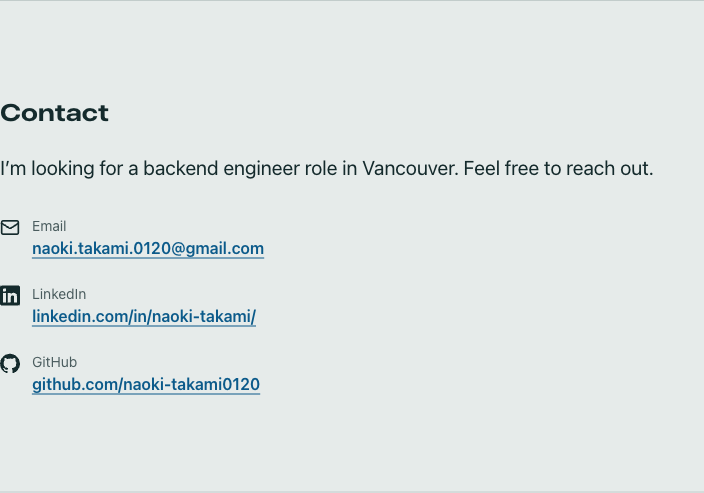 Contact
I’m looking for a backend engineer role in Vancouver. Feel free to reach out.
Email
naoki.takami.0120@gmail.com
LinkedIn
linkedin.com/in/naoki-takami/
GitHub
github.com/naoki-takami0120